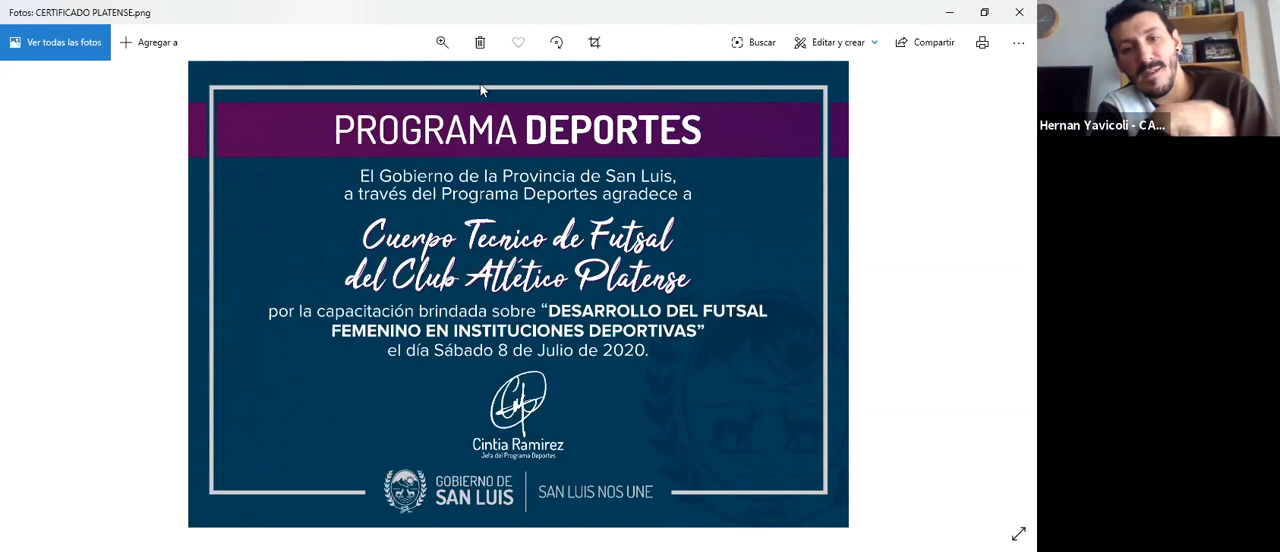 Fotos: CERTIFICADO PLATENSE.png
Ver todas las fotos
Agregar a
Buscar
Editar y crear
Compartir
PROGRAMA DEPORTES
El Gobierno de la Provincia de San Luis,
a través del Programa Deportes agradece a
Cuerpo Tecnico de Futsal
del Club Atlético Platense
por la capacitación brindada sobre “DESARROLLO DEL FUTSAL
FEMENINO EN INSTITUCIONES DEPORTIVAS”
el día Sábado 8 de Julio de 2020.
Cintia Ramirez
Jefa del Programa Deportes
GOBIERNO DE
SAN LUIS
SAN LUIS NOS UNE
Hernan Yavicoli - CA...